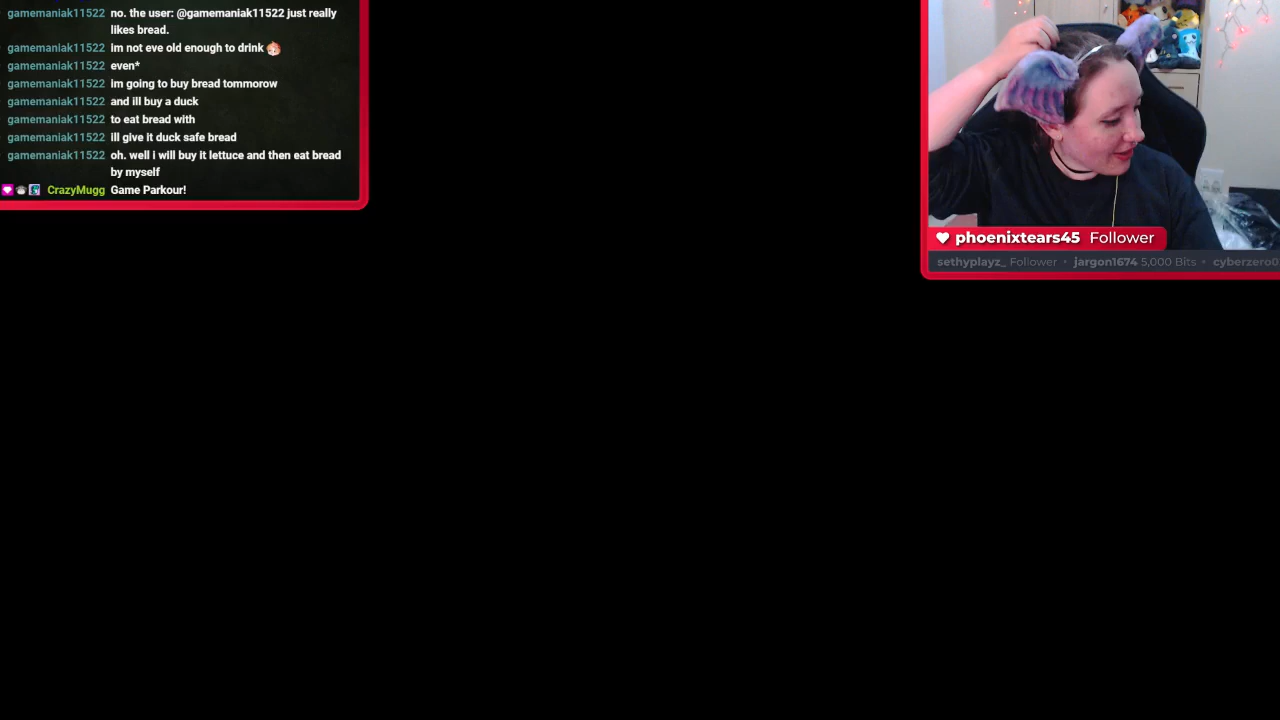 gamemaniak11522 no. the user: @gamemaniak11522 just really
likes bread.
gamemaniak11522 im not eve old enough to drink
gamemaniak11522 even*
gamemaniak11522 im going to buy bread tommorow
gamemaniak11522 and ill buy a duck
gamemaniak11522 to eat bread with
gamemaniak11522 ill give it duck safe bread
gamemaniak11522 oh. well i will buy it lettuce and then eat bread
by myself
CrazyMugg Game Parkour!
phoenixtears45 Follower
sethyplayz_ Follower • jargon1674 5,000 Bits • cyberzero0